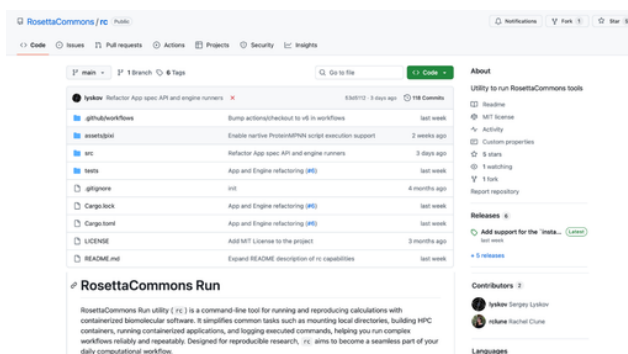 RosettaCommons / rc Public
Notifications Fork 1 Star
Code Issues Pull requests Actions Projects Security Insights
main 1 Branch 6 Tags Go to file Code
lyskov Refactor App spec API and engine runners 3 days ago 118 Commits
.github/workflows Bump actions/checkout to v6 in workflows last week
assets/pixi Enable nartive ProteinMPNN script execution support 2 weeks ago
src Refactor App spec API and engine runners 3 days ago
tests App and Engine refactoring (#6) last week
.gitignore init 4 months ago
Cargo.lock App and Engine refactoring (#6) last week
Cargo.toml App and Engine refactoring (#6) last week
LICENSE Add MIT License to the project 3 months ago
README.md Expand README description of rc capabilities last week
RosettaCommons Run
RosettaCommons Run utility ( rc ) is a command-line tool for running and reproducing calculations with
containerized biomolecular software. It simplifies common tasks such as mounting local directories, building HPC
containers, running containerized applications, and logging executed commands, helping you run complex
workflows reliably and repeatably. Designed for reproducible research, rc aims to become a seamless part of your
daily computational workflow.
About
Utility to run RosettaCommons tools
Readme
MIT license
Activity
Custom properties
5 stars
1 watching
1 fork
Report repository
Releases 6
Add support for the `insta... Latest
last week
+ 5 releases
Contributors 2
lyskov Sergey Lyskov
rclune Rachel Clune
Languages